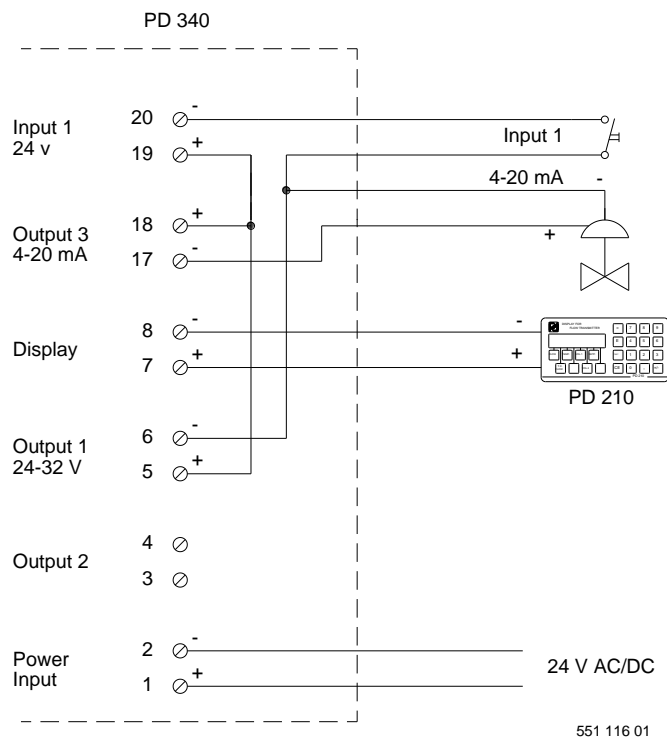 PD 340
20 -
Input 1
24 v
19 +
Input 1
4-20 mA -
18 +
Output 3
4-20 mA
17 -
+
8 - -
Display
7 + +
PD 210
6 -
Output 1
24-32 V
5 +
4
Output 2
3
2 -
Power
Input
1 +
24 V AC/DC
551 116 01